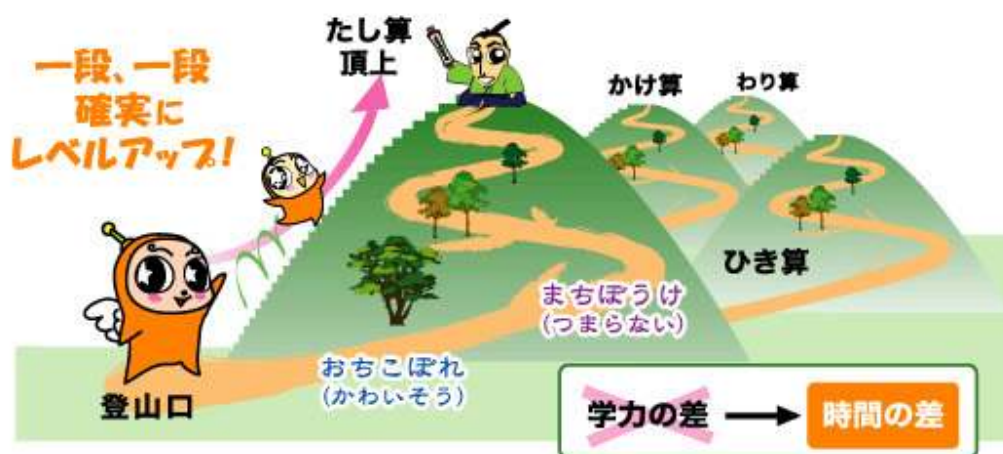 一段、一段
確実に
レベルアップ!
たし算
頂上
かけ算
わり算
ひき算
まちぼうけ
(つまらない)
おちこぼれ
(かわいそう)
登山口
学力の差
時間の差